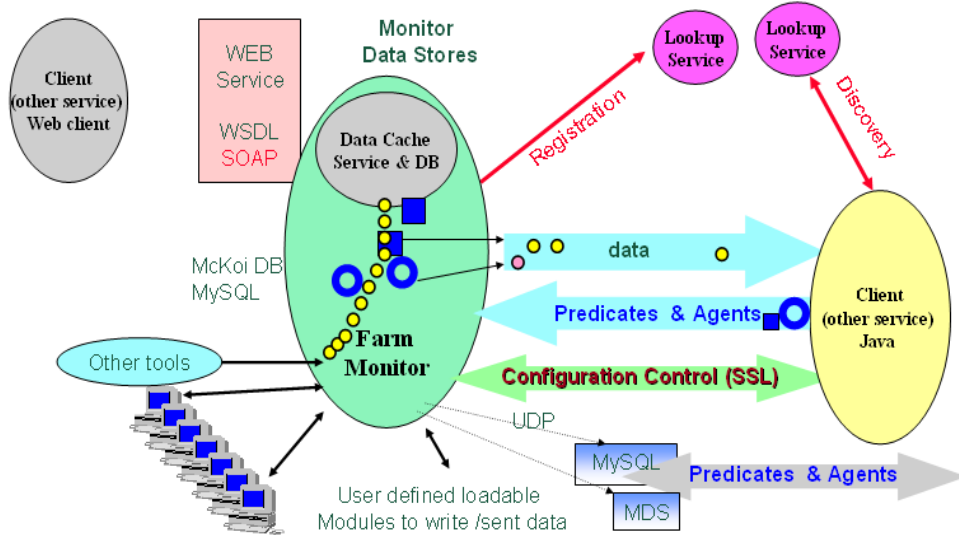 Monitor
Data Stores
Lookup
Service
Lookup
Service
Client
(other service)
Web client
WEB
Service
WSDL
SOAP
Data Cache
Service & DB
Registration
Discovery
McKoi DB
MySQL
data
Predicates & Agents
Client
(other service)
Java
Farm
Monitor
Other tools
Configuration Control (SSL)
UDP
MySQL
Predicates & Agents
MDS
User defined loadable
Modules to write /sent data